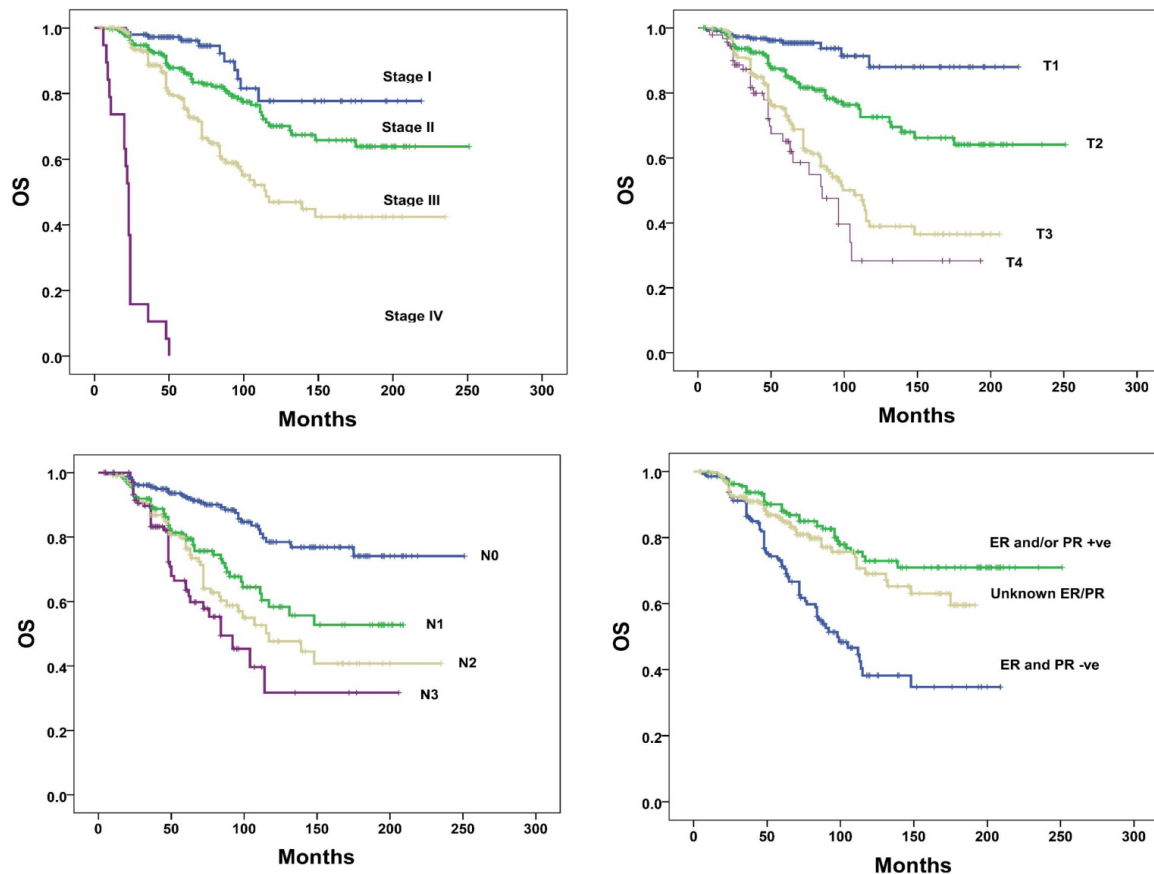 1.0
0.8
0.6
0.4
0.2
0.0
OS
Stage I
Stage II
Stage III
Stage IV
0 50 100 150 200 250 300
Months
1.0
0.8
0.6
0.4
0.2
0.0
OS
T1
T2
T3
T4
0 50 100 150 200 250 300
Months
1.0
0.8
0.6
0.4
0.2
0.0
OS
N0
N1
N2
N3
0 50 100 150 200 250 300
Months
1.0
0.8
0.6
0.4
0.2
0.0
OS
ER and/or PR +ve
Unknown ER/PR
ER and PR -ve
0 50 100 150 200 250 300
Months